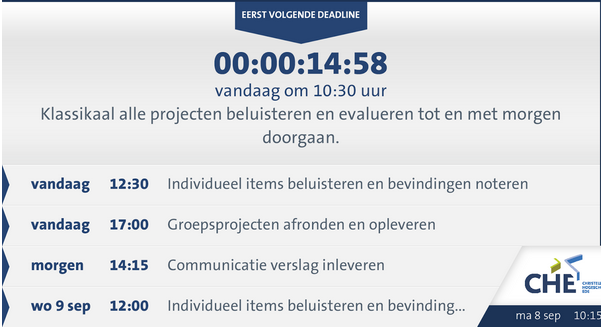 EERST VOLGENDE DEADLINE
00:00:14:58
vandaag om 10:30 uur
Klassikaal alle projecten beluisteren en evalueren tot en met morgen
doorgaan.
vandaag 12:30 Individueel items beluisteren en bevindingen noteren
vandaag 17:00 Groepsprojecten afronden en opleveren
morgen 14:15 Communicatie verslag inleveren
wo 9 sep 12:00 Individueel items beluisteren en bevinding...
CHE
ma 8 sep 10:15